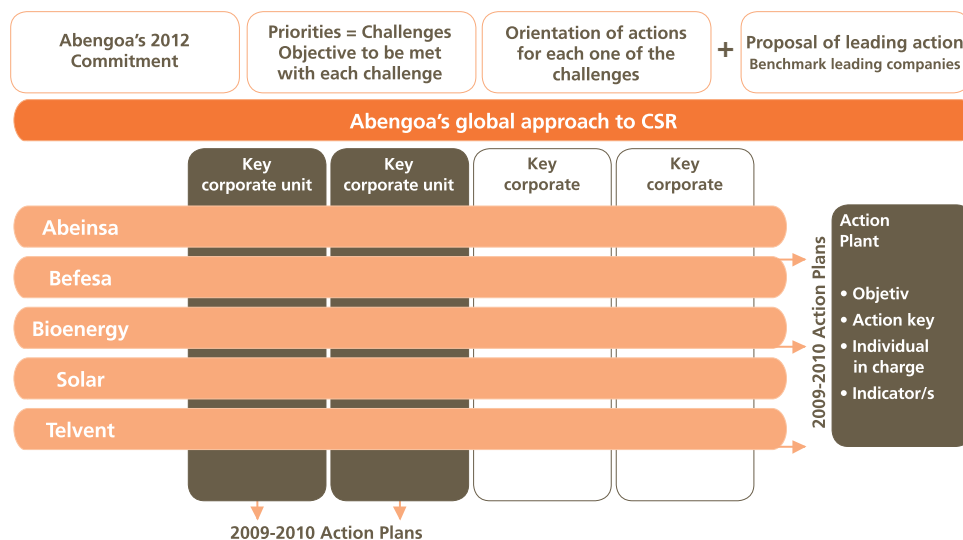 Abengoa's 2012
Commitment
Priorities = Challenges
Objective to be met
with each challenge
Orientation of actions
for each one of the
challenges
+
Proposal of leading action
Benchmark leading companies
Abengoa's global approach to CSR
Key
corporate unit
Key
corporate unit
Key
corporate
Key
corporate
Abeinsa
Befesa
Bioenergy
Solar
Telvent
2009-2010 Action Plans
Action
Plant
• Objetiv
• Action key
• Individual
in charge
• Indicator/s
2009-2010 Action Plans